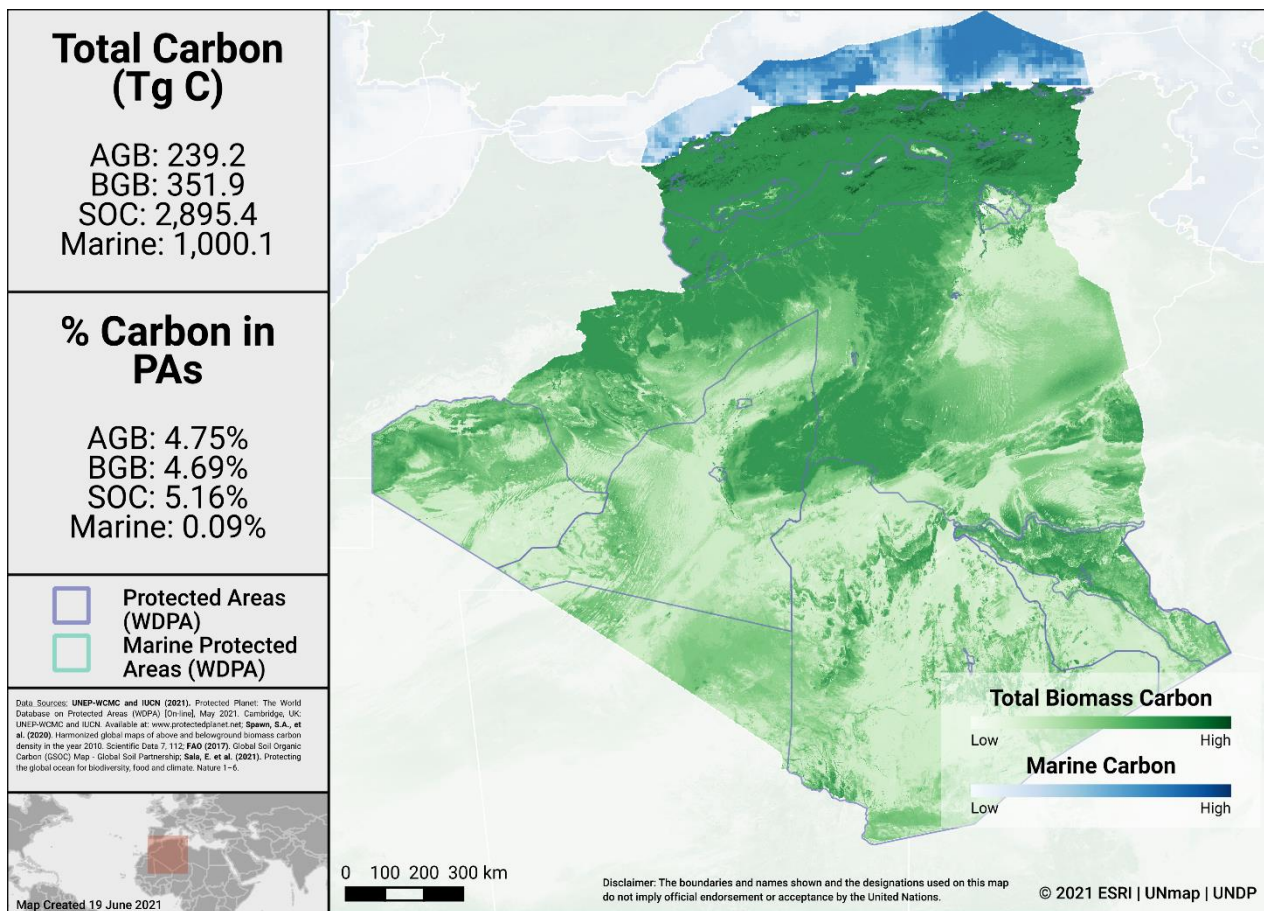 Total Carbon
(Tg C)
AGB: 239.2
BGB: 351.9
SOC: 2,895.4
Marine: 1,000.1
% Carbon in
PAs
AGB: 4.75%
BGB: 4.69%
SOC: 5.16%
Marine: 0.09%
Protected Areas
(WDPA)
Marine Protected
Areas (WDPA)
Data Sources: UNEP-WCMC and IUCN (2021). Protected Planet: The World
Database on Protected Areas (WDPA) [On-line], May 2021. Cambridge, UK:
UNEP-WCMC and IUCN. Available at: www.protectedplanet.net; Spawn, S.A., et
al. (2020). Harmonized global maps of above and belowground biomass carbon
density in the year 2010. Scientific Data 7, 112; FAO (2017). Global Soil Organic
Carbon (GSOC) Map - Global Soil Partnership; Sala, E. et al. (2021). Protecting
the global ocean for biodiversity, food and climate. Nature 1–6.
Map Created 19 June 2021
Total Biomass Carbon
Low High
Marine Carbon
Low High
0 100 200 300 km
Disclaimer: The boundaries and names shown and the designations used on this map
do not imply official endorsement or acceptance by the United Nations.
© 2021 ESRI | UNmap | UNDP